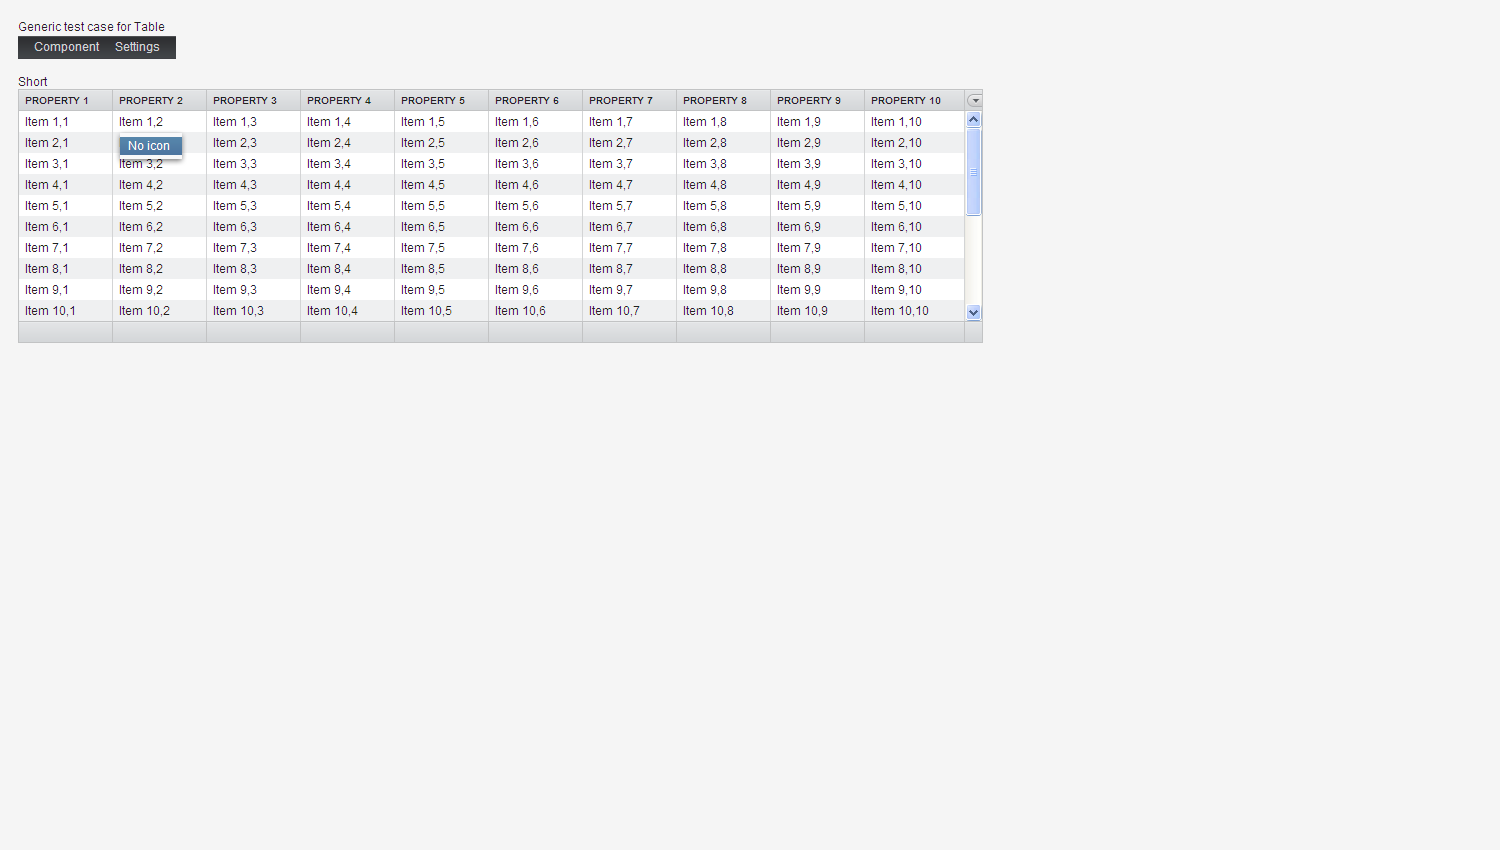 Generic test case for Table
Component Settings
Short
PROPERTY 1 PROPERTY 2 PROPERTY 3 PROPERTY 4 PROPERTY 5 PROPERTY 6 PROPERTY 7 PROPERTY 8 PROPERTY 9 PROPERTY 10
Item 1,1 Item 1,2 Item 1,3 Item 1,4 Item 1,5 Item 1,6 Item 1,7 Item 1,8 Item 1,9 Item 1,10
Item 2,1 No icon Item 2,3 Item 2,4 Item 2,5 Item 2,6 Item 2,7 Item 2,8 Item 2,9 Item 2,10
Item 3,1 Item 3,2 Item 3,3 Item 3,4 Item 3,5 Item 3,6 Item 3,7 Item 3,8 Item 3,9 Item 3,10
Item 4,1 Item 4,2 Item 4,3 Item 4,4 Item 4,5 Item 4,6 Item 4,7 Item 4,8 Item 4,9 Item 4,10
Item 5,1 Item 5,2 Item 5,3 Item 5,4 Item 5,5 Item 5,6 Item 5,7 Item 5,8 Item 5,9 Item 5,10
Item 6,1 Item 6,2 Item 6,3 Item 6,4 Item 6,5 Item 6,6 Item 6,7 Item 6,8 Item 6,9 Item 6,10
Item 7,1 Item 7,2 Item 7,3 Item 7,4 Item 7,5 Item 7,6 Item 7,7 Item 7,8 Item 7,9 Item 7,10
Item 8,1 Item 8,2 Item 8,3 Item 8,4 Item 8,5 Item 8,6 Item 8,7 Item 8,8 Item 8,9 Item 8,10
Item 9,1 Item 9,2 Item 9,3 Item 9,4 Item 9,5 Item 9,6 Item 9,7 Item 9,8 Item 9,9 Item 9,10
Item 10,1 Item 10,2 Item 10,3 Item 10,4 Item 10,5 Item 10,6 Item 10,7 Item 10,8 Item 10,9 Item 10,10